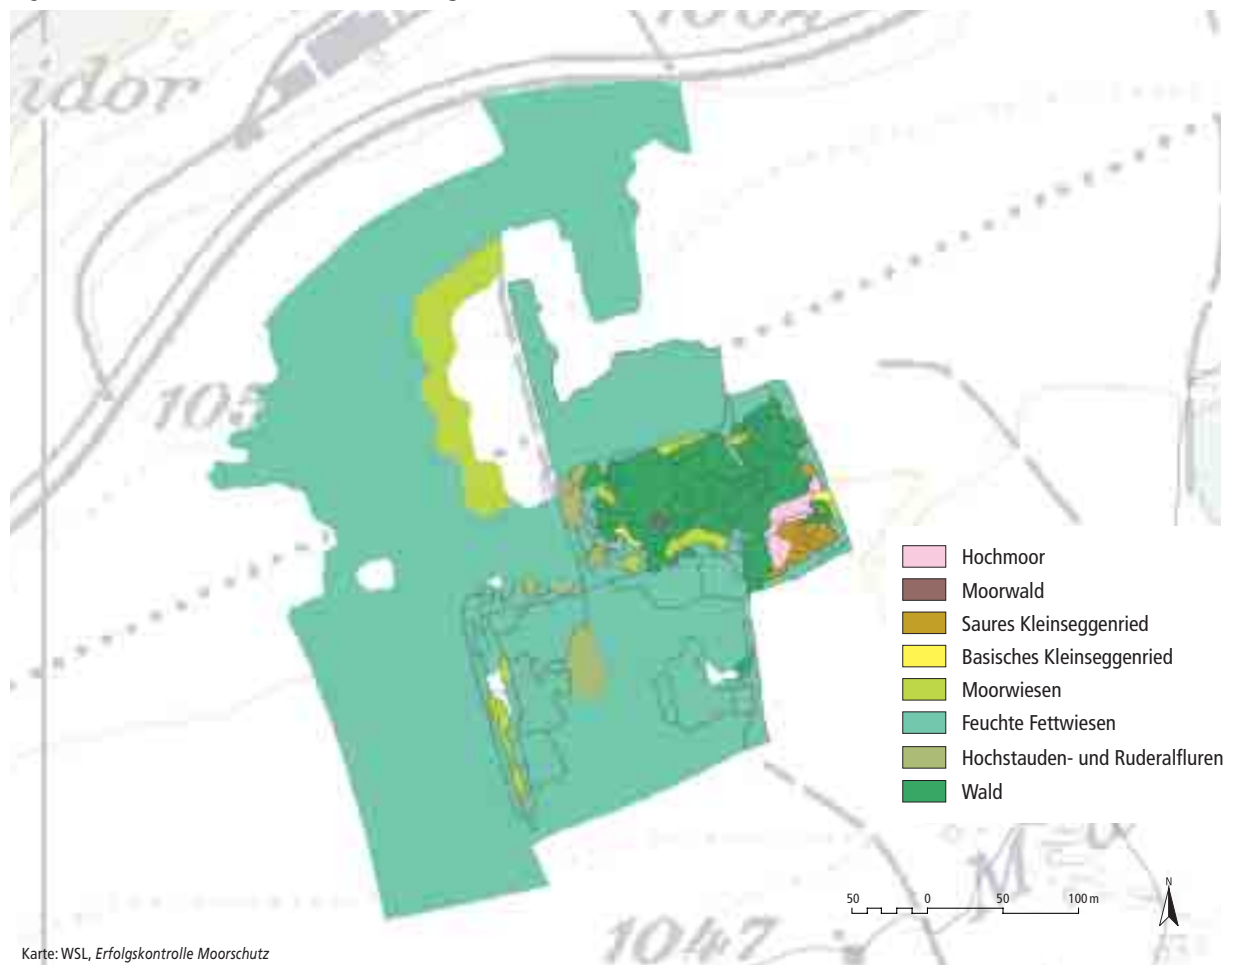 idor
105
Hochmoor
Moorwald
Saures Kleinseggenried
Basisches Kleinseggenried
Moorwiesen
Feuchte Fettwiesen
Hochstauden- und Ruderalfluren
Wald
N
50 0 50 100 m
1047
Karte: WSL, Erfolgskontrolle Moorschutz